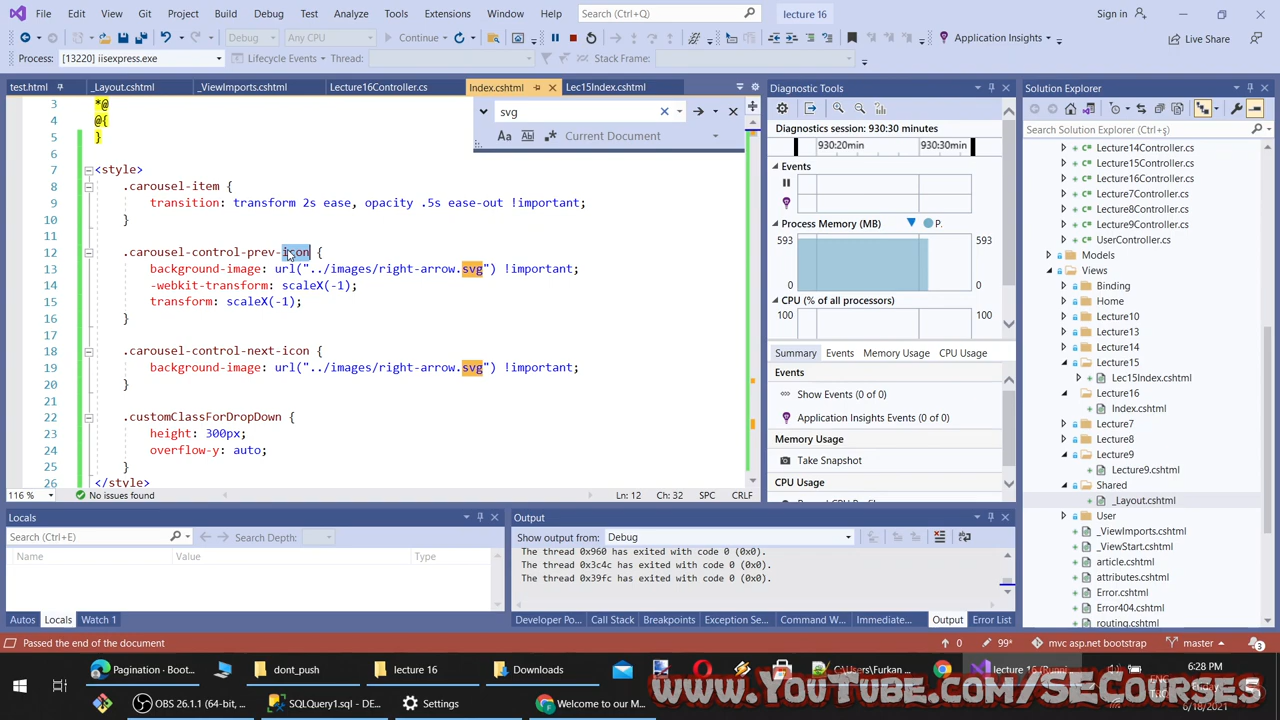 File Edit View Git Project Build Debug Test Analyze Tools Extensions Window Help Search (Ctrl+Q) lecture 16 Sign in
Debug Any CPU Continue Application Insights Live Share
Process: [13220] iisexpress.exe Lifecycle Events Thread: Stack Frame:
test.html _Layout.cshtml _ViewImports.cshtml Lecture16Controller.cs Index.cshtml Lec15Index.cshtml
svg
Aa Current Document
3 *@
4 @{
5 }
6
7 <style>
8 .carousel-item {
9 transition: transform 2s ease, opacity .5s ease-out !important;
10 }
11
12 .carousel-control-prev-icon {
13 background-image: url("../images/right-arrow.svg") !important;
14 -webkit-transform: scaleX(-1);
15 transform: scaleX(-1);
16 }
17
18 .carousel-control-next-icon {
19 background-image: url("../images/right-arrow.svg") !important;
20 }
21
22 .customClassForDropDown {
23 height: 300px;
24 overflow-y: auto;
25 }
26 </style>
116 % No issues found Ln: 12 Ch: 32 SPC CRLF
Diagnostic Tools
Diagnostics session: 930:30 minutes
930:20min 930:30min
Events
Process Memory (MB) P.
593 593
0 0
CPU (% of all processors)
100 100
Summary Events Memory Usage CPU Usage
Events
Show Events (0 of 0)
Application Insights Events (0 of 0)
Memory Usage
Take Snapshot
CPU Usage
Solution Explorer
Search Solution Explorer (Ctrl+ş)
Lecture14Controller.cs
Lecture15Controller.cs
Lecture16Controller.cs
Lecture7Controller.cs
Lecture8Controller.cs
Lecture9Controller.cs
UserController.cs
Models
Views
Binding
Home
Lecture10
Lecture13
Lecture14
Lecture15
Lec15Index.cshtml
Lecture16
Index.cshtml
Lecture7
Lecture8
Lecture9
Lecture9.cshtml
Shared
_Layout.cshtml
User
_ViewImports.cshtml
_ViewStart.cshtml
article.cshtml
attributes.cshtml
Error.cshtml
Error404.cshtml
routing.cshtml
Locals
Search (Ctrl+E) Search Depth:
Name Value Type
Autos Locals Watch 1
Output
Show output from: Debug
The thread 0x960 has exited with code 0 (0x0).
The thread 0x3c4c has exited with code 0 (0x0).
The thread 0x39fc has exited with code 0 (0x0).
Developer Po... Call Stack Breakpoints Exception Se... Command W... Immediate... Output Error List
Passed the end of the document 0 99* mvc asp.net bootstrap master 3
Pagination · Boot... dont_push lecture 16 Downloads C:\Users\Furkan ... lecture 16 (Runni... 6:28 PM
OBS 26.1.1 (64-bit, ... SQLQuery1.sql - D... Settings Welcome to our M... ENG 6/18/2021
www.YouTube.com/SECourses